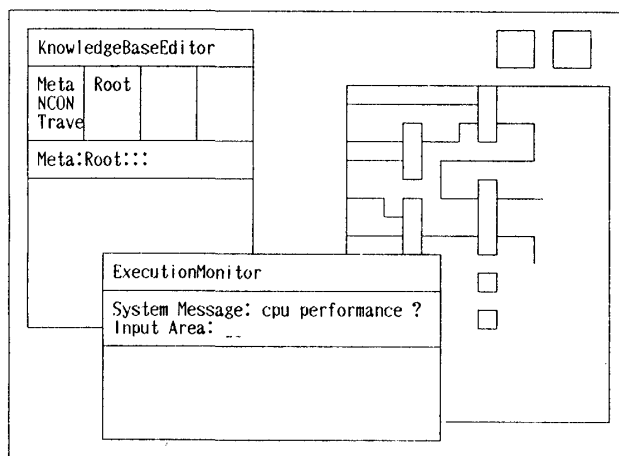 KnowledgeBaseEditor
Meta Root
NCON
Trave
Meta:Root:::
ExecutionMonitor
System Message: cpu performance ?
Input Area: _